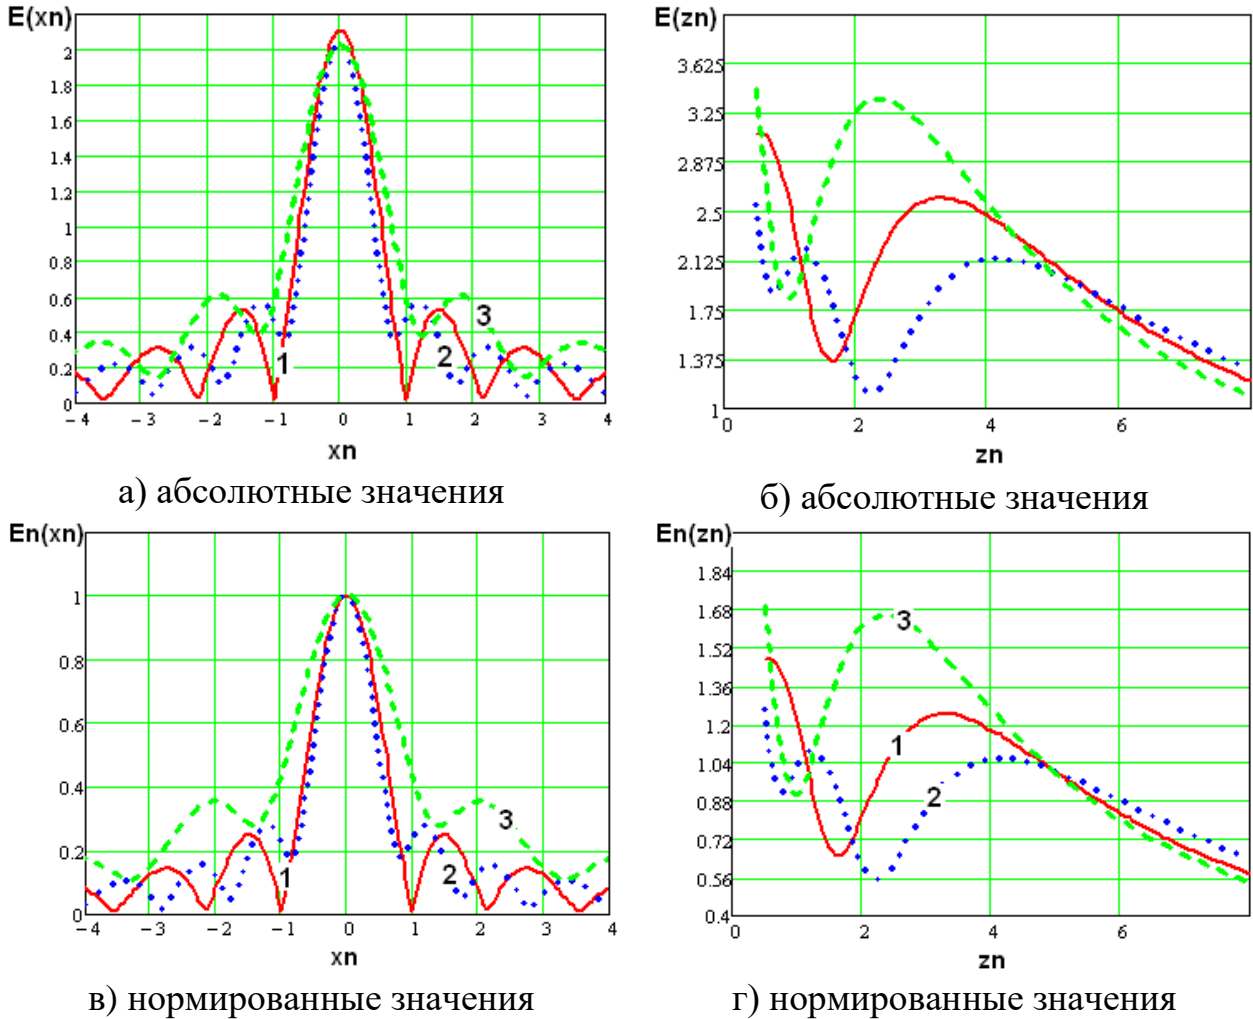 E(xn)
2
1.8
1.6
1.4
1.2
1
0.8
0.6
0.4
0.2
0
1
2
3
−4 −3 −2 −1 0 1 2 3 4
xn
а) абсолютные значения
E(zn)
3.625
3.25
2.875
2.5
2.125
1.75
1.375
1
0 2 4 6
zn
б) абсолютные значения
En(xn)
1
0.8
0.6
0.4
0.2
0
1
2
3
−4 −3 −2 −1 0 1 2 3 4
xn
в) нормированные значения
En(zn)
1.84
1.68
1.52
1.36
1.2
1.04
0.88
0.72
0.56
0.4
3
1
2
0 2 4 6
zn
г) нормированные значения